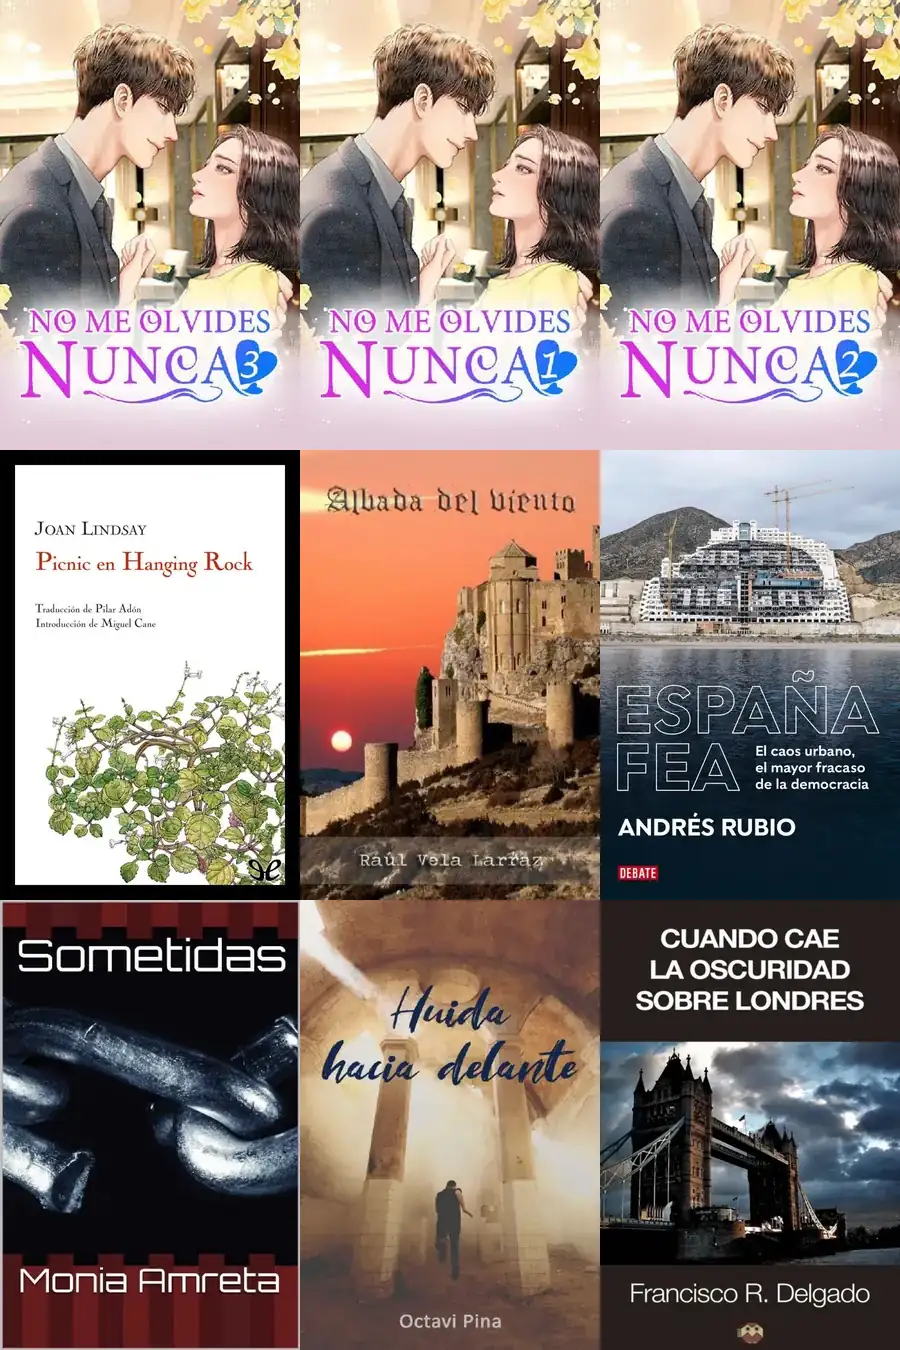 NO ME OLVIDES
NUNCA 3
NO ME OLVIDES
NUNCA 1
NO ME OLVIDES
NUNCA 2
JOAN LINDSAY
Picnic en Hanging Rock
Traducción de Pilar Adón
Introducción de Miguel Cane
Albada del viento
Raúl Vela Larraz
ESPAÑA
FEA
El caos urbano,
el mayor fracaso
de la democracia
ANDRÉS RUBIO
DEBATE
Sometidas
Monia Amreta
Huida
hacia delante
Octavi Pina
CUANDO CAE
LA OSCURIDAD
SOBRE LONDRES
Francisco R. Delgado